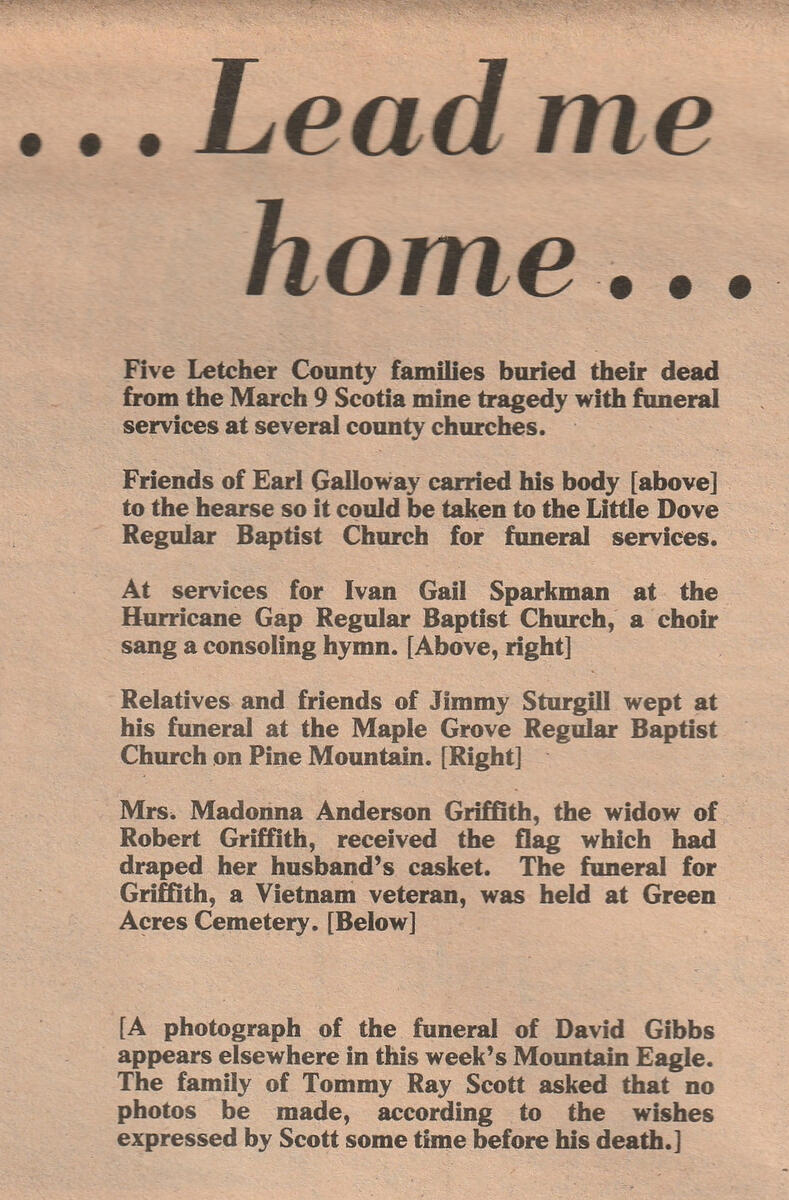 ...Lead me
home...
Five Letcher County families buried their dead
from the March 9 Scotia mine tragedy with funeral
services at several county churches.
Friends of Earl Galloway carried his body [above]
to the hearse so it could be taken to the Little Dove
Regular Baptist Church for funeral services.
At services for Ivan Gail Sparkman at the
Hurricane Gap Regular Baptist Church, a choir
sang a consoling hymn. [Above, right]
Relatives and friends of Jimmy Sturgill wept at
his funeral at the Maple Grove Regular Baptist
Church on Pine Mountain. [Right]
Mrs. Madonna Anderson Griffith, the widow of
Robert Griffith, received the flag which had
draped her husband's casket. The funeral for
Griffith, a Vietnam veteran, was held at Green
Acres Cemetery. [Below]
[A photograph of the funeral of David Gibbs
appears elsewhere in this week's Mountain Eagle.
The family of Tommy Ray Scott asked that no
photos be made, according to the wishes
expressed by Scott some time before his death.]